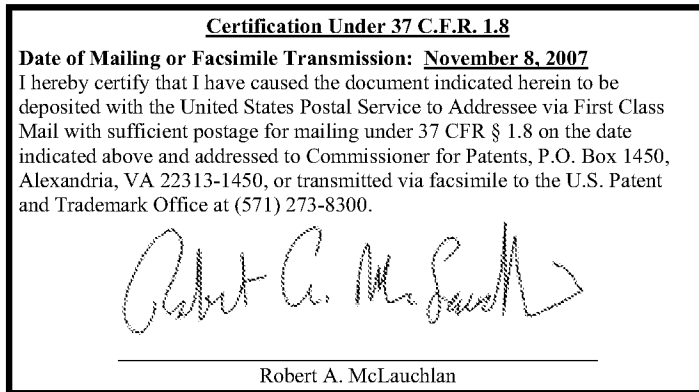 Certification Under 37 C.F.R. 1.8
Date of Mailing or Facsimile Transmission: November 8, 2007
I hereby certify that I have caused the document indicated herein to be
deposited with the United States Postal Service to Addressee via First Class
Mail with sufficient postage for mailing under 37 CFR § 1.8 on the date
indicated above and addressed to Commissioner for Patents, P.O. Box 1450,
Alexandria, VA 22313-1450, or transmitted via facsimile to the U.S. Patent
and Trademark Office at (571) 273-8300.
Robert A. McLauchlan